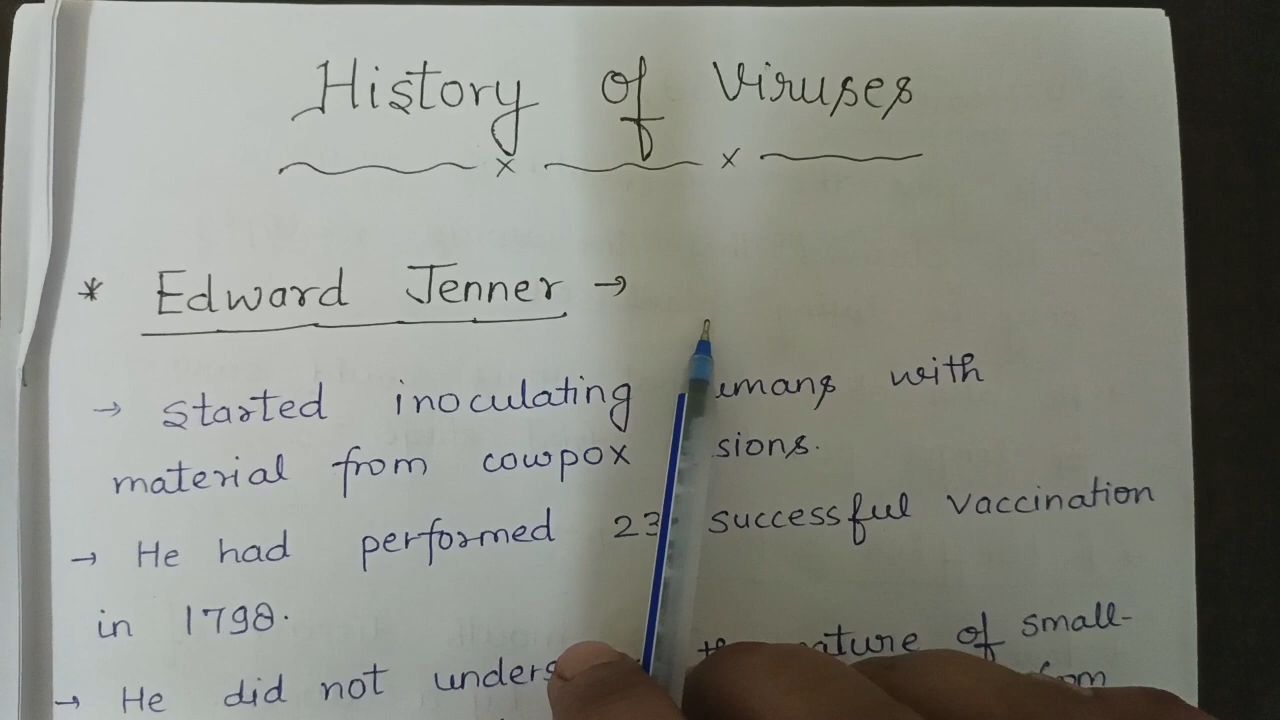 History of Viruses
* Edward Jenner →
→ started inoculating umans with
material from cowpox sions.
→ He had performed 23 successful vaccination
in 1798.
→ He did not unders ature of small-